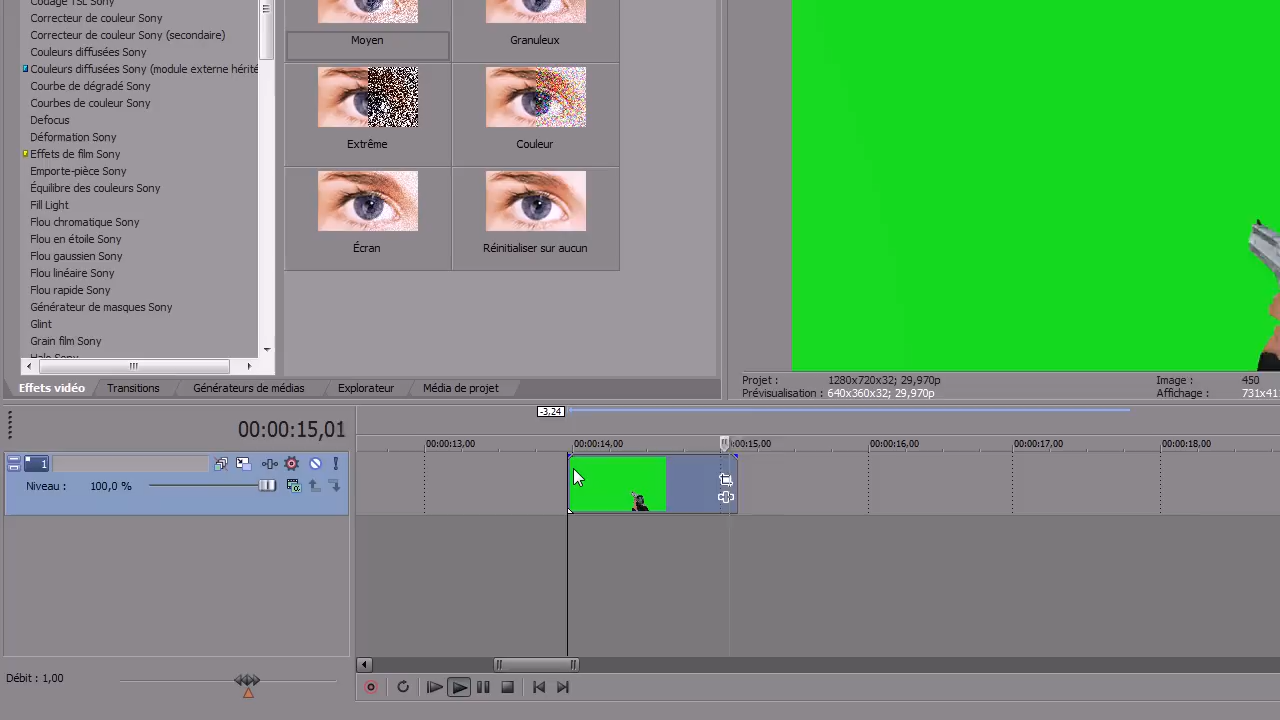 Codage TSL Sony
Correcteur de couleur Sony
Correcteur de couleur Sony (secondaire)
Couleurs diffusées Sony
Couleurs diffusées Sony (module externe hérité
Courbe de dégradé Sony
Courbes de couleur Sony
Defocus
Déformation Sony
Effets de film Sony
Emporte-pièce Sony
Équilibre des couleurs Sony
Fill Light
Flou chromatique Sony
Flou en étoile Sony
Flou gaussien Sony
Flou linéaire Sony
Flou rapide Sony
Générateur de masques Sony
Glint
Grain film Sony
Halo Sony
Moyen
Granuleux
Extrême
Couleur
Écran
Réinitialiser sur aucun
Effets vidéo
Transitions
Générateurs de médias
Explorateur
Média de projet
Projet : 1280x720x32; 29,970p
Image : 450
Prévisualisation : 640x360x32; 29,970p
Affichage : 731x41
-3,24
00:00:15,01
00:00:13,00
00:00:14,00
00:00:15,00
00:00:16,00
00:00:17,00
00:00:18,00
1
Niveau : 100,0 %
Débit : 1,00